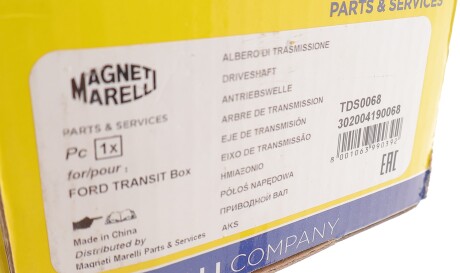 PARTS & SERVICES
MAGNETI
MARELLI
PARTS & SERVICES
Pc 1x
for/pour :
FORD TRANSIT Box
Made in China
Distributed by
Magneti Marelli Parts & Services
ALBERO DI TRASMISSIONE
DRIVESHAFT
ANTRIEBSWELLE
ARBRE DE TRANSMISSION
EJE DE TRANSMISIÓN
EIXO DE TRANSMISSÃO
ΗΜΙΑΞΟΝΙΟ
PÓŁOŚ NAPĘDOWA
ПРИВОДНОЙ ВАЛ
AKS
TDS0068
302004190068
8001063990392
EAC
LLI COMPANY